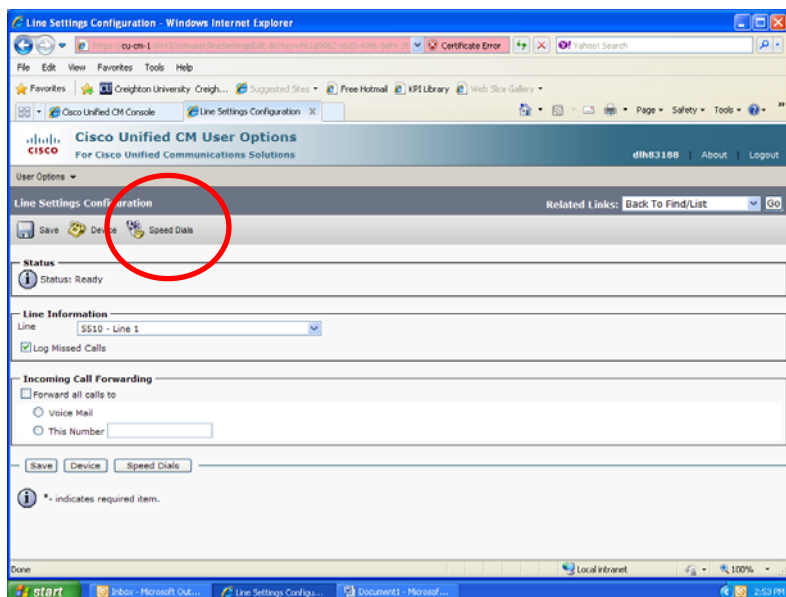 Line Settings Configuration - Windows Internet Explorer
cu-cm-1
Certificate Error
Yahoo! Search
File Edit View Favorites Tools Help
Favorites Creighton University Creigh... Suggested Sites Free Hotmail KPI Library Web Slice Gallery
Cisco Unified CM Console Line Settings Configuration X Page Safety Tools
CISCO
Cisco Unified CM User Options
For Cisco Unified Communications Solutions
dlh83188 | About | Logout
User Options
Line Settings Configuration Related Links: Back To Find/List Go
Save Device Speed Dials
Status
Status: Ready
Line Information
Line 5510 - Line 1
Log Missed Calls
Incoming Call Forwarding
Forward all calls to
Voice Mail
This Number
Save Device Speed Dials
*- indicates required item.
Done Local intranet 100%
start Inbox - Microsoft Out... Line Settings Configu... Document1 - Microsof... 2:53 PM